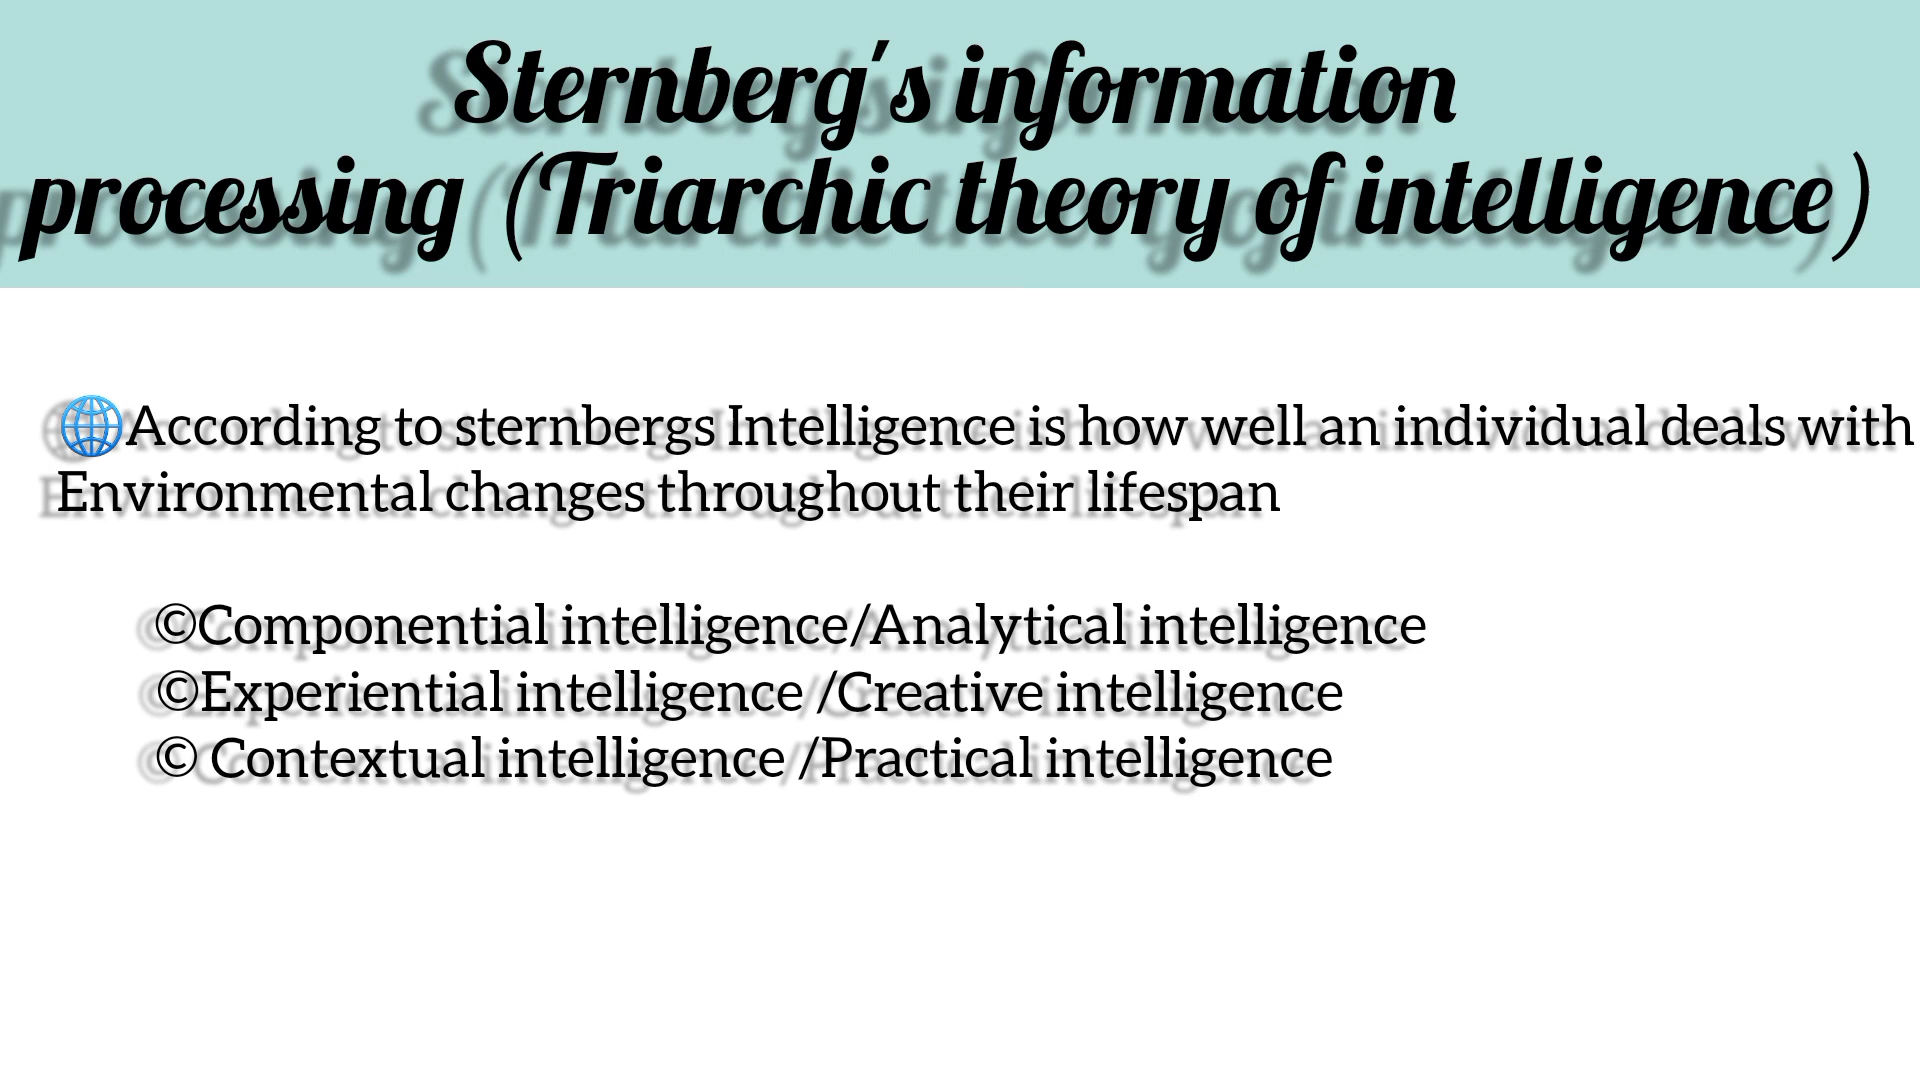 Sternberg's information
processing (Triarchic theory of intelligence)
🌐According to sternbergs Intelligence is how well an individual deals with
Environmental changes throughout their lifespan
©Componential intelligence/Analytical intelligence
©Experiential intelligence /Creative intelligence
© Contextual intelligence /Practical intelligence